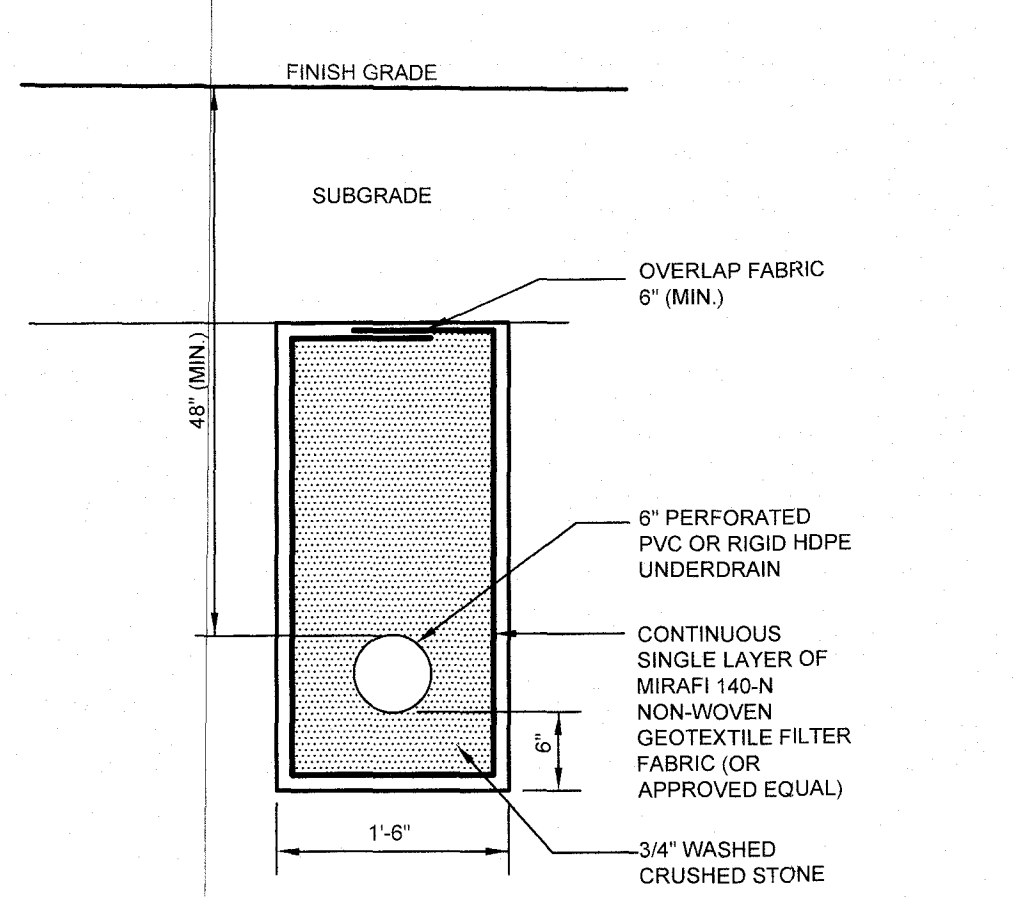 FINISH GRADE
SUBGRADE
OVERLAP FABRIC
6" (MIN.)
48" (MIN.)
6" PERFORATED
PVC OR RIGID HDPE
UNDERDRAIN
CONTINUOUS
SINGLE LAYER OF
MIRAFI 140-N
NON-WOVEN
GEOTEXTILE FILTER
FABRIC (OR
APPROVED EQUAL)
6"
1'-6"
3/4" WASHED
CRUSHED STONE